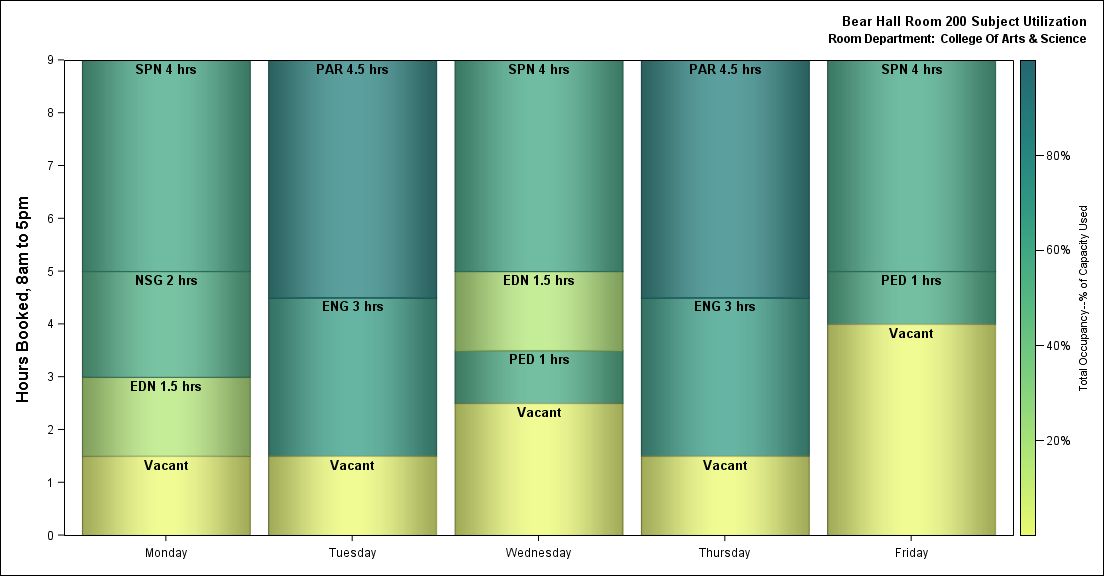 Bear Hall Room 200 Subject Utilization
Room Department: College Of Arts & Science
Hours Booked, 8am to 5pm
9
8
7
6
5
4
3
2
1
0
SPN 4 hrs
NSG 2 hrs
EDN 1.5 hrs
Vacant
PAR 4.5 hrs
ENG 3 hrs
Vacant
SPN 4 hrs
EDN 1.5 hrs
PED 1 hrs
Vacant
PAR 4.5 hrs
ENG 3 hrs
Vacant
SPN 4 hrs
PED 1 hrs
Vacant
Monday
Tuesday
Wednesday
Thursday
Friday
80%
60%
40%
20%
Total Occupancy--% of Capacity Used